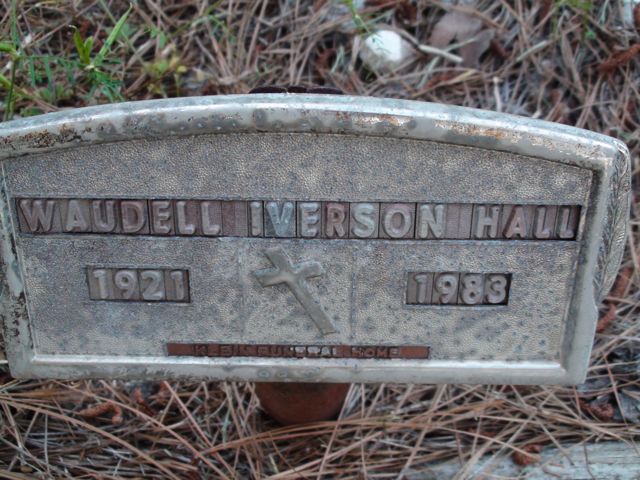 WAUDELL IVERSON HALL
1921 1983
FUNERAL HOME